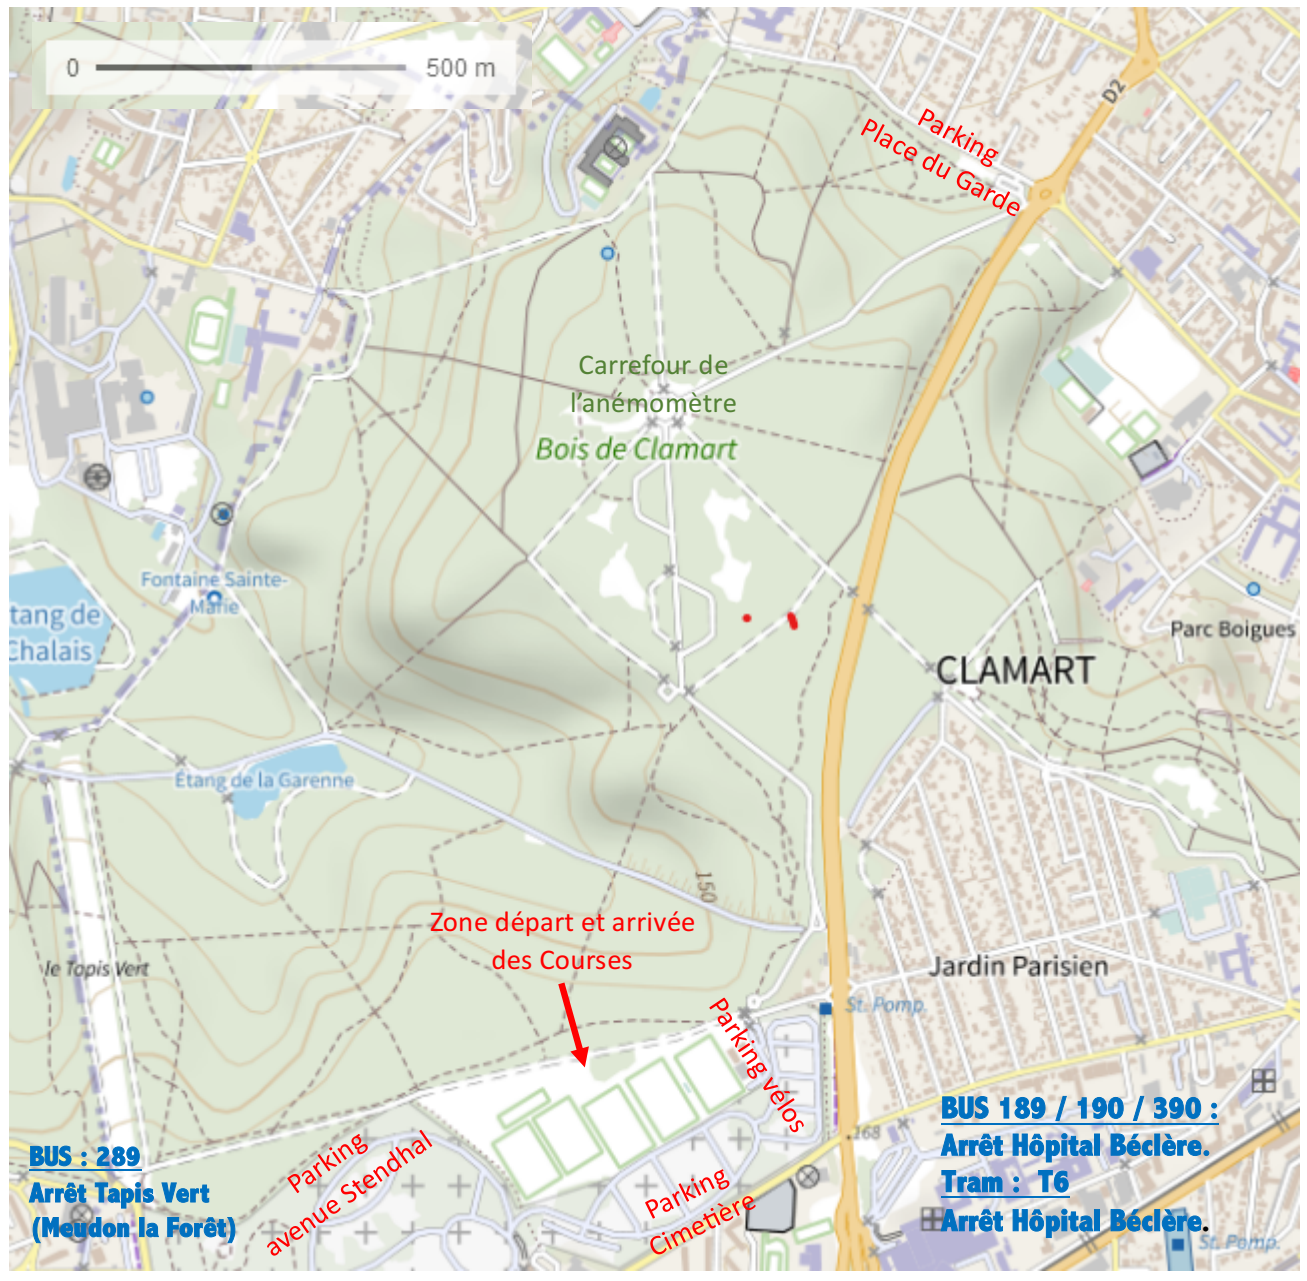 0 500 m
D2
Parking
Place du Garde
Carrefour de
l'anémomètre
Bois de Clamart
Fontaine Sainte-
Marie
tang de
Chalais
Parc Boigues
CLAMART
Étang de la Garenne
150
Zone départ et arrivée
des Courses
le Tapis Vert
Jardin Parisien
St. Pomp.
Parking vélos
BUS 189 / 190 / 390 :
Arrêt Hôpital Béclère.
Tram : T6
Arrêt Hôpital Béclère.
168
BUS : 289
Arrêt Tapis Vert
(Meudon la Forêt)
Parking
avenue Stendhal
Parking
Cimetière
St. Pomp.